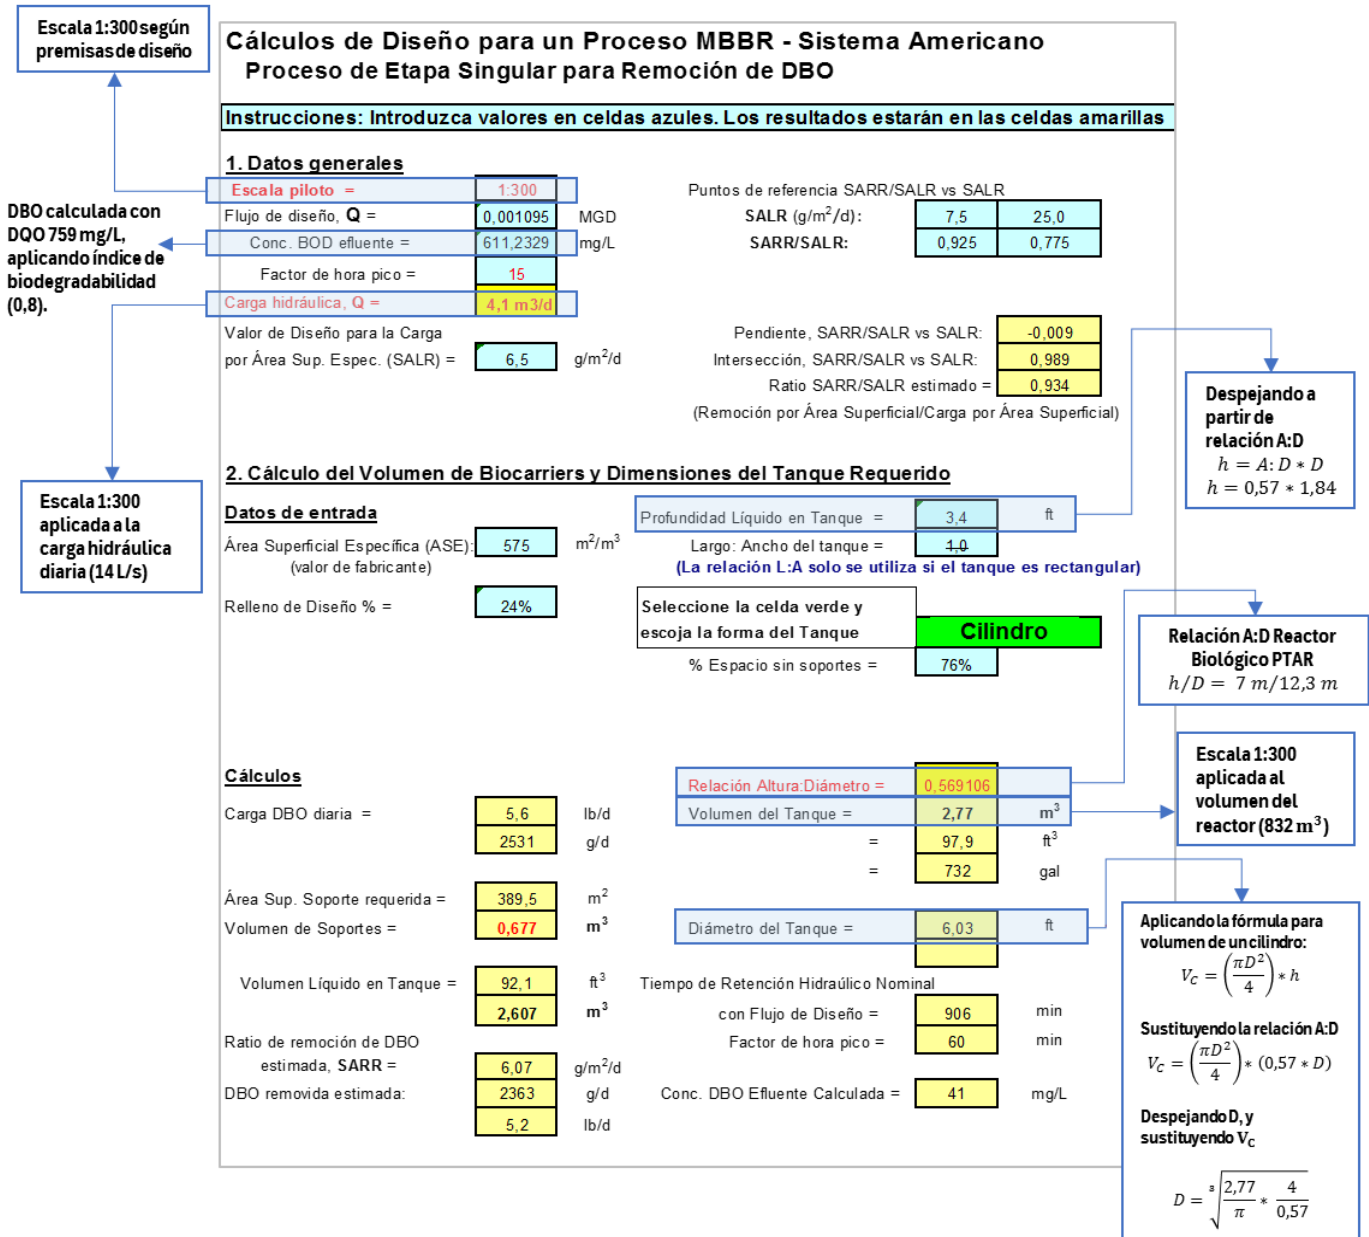 Escala 1:300 según
premisas de diseño
Cálculos de Diseño para un Proceso MBBR - Sistema Americano
Proceso de Etapa Singular para Remoción de DBO
Instrucciones: Introduzca valores en celdas azules. Los resultados estarán en las celdas amarillas
1. Datos generales
Escala piloto = 1:300
Flujo de diseño, Q = 0,001095 MGD
Conc. BOD efluente = 611,2329 mg/L
Factor de hora pico = 15
Carga hidráulica, Q = 4,1 m3/d
Valor de Diseño para la Carga
por Área Sup. Espec. (SALR) = 6,5 g/m²/d
Puntos de referencia SARR/SALR vs SALR
SALR (g/m²/d): 7,5 25,0
SARR/SALR: 0,925 0,775
Pendiente, SARR/SALR vs SALR: -0,009
Intersección, SARR/SALR vs SALR: 0,989
Ratio SARR/SALR estimado = 0,934
(Remoción por Área Superficial/Carga por Área Superficial)
DBO calculada con
DQO 759 mg/L,
aplicando índice de
biodegradabilidad
(0,8).
Escala 1:300
aplicada a la
carga hidráulica
diaria (14 L/s)
Despejando a
partir de
relación A:D
h = A: D * D
h = 0,57 * 1,84
2. Cálculo del Volumen de Biocarriers y Dimensiones del Tanque Requerido
Datos de entrada
Área Superficial Específica (ASE): 575 m²/m³
(valor de fabricante)
Relleno de Diseño % = 24%
Profundidad Líquido en Tanque = 3,4 ft
Largo: Ancho del tanque = 1,0
(La relación L:A solo se utiliza si el tanque es rectangular)
Seleccione la celda verde y
escoja la forma del Tanque
Cilindro
% Espacio sin soportes = 76%
Relación A:D Reactor
Biológico PTAR
h/D = 7 m/12,3 m
Cálculos
Carga DBO diaria = 5,6 lb/d
2531 g/d
Área Sup. Soporte requerida = 389,5 m²
Volumen de Soportes = 0,677 m³
Volumen Líquido en Tanque = 92,1 ft³
2,607 m³
Ratio de remoción de DBO
estimada, SARR = 6,07 g/m²/d
DBO removida estimada: 2363 g/d
5,2 lb/d
Relación Altura:Diámetro = 0,569106
Volumen del Tanque = 2,77 m³
= 97,9 ft³
= 732 gal
Diámetro del Tanque = 6,03 ft
Tiempo de Retención Hidraúlico Nominal
con Flujo de Diseño = 906 min
Factor de hora pico = 60 min
Conc. DBO Efluente Calculada = 41 mg/L
Escala 1:300
aplicada al
volumen del
reactor (832 m³)
Aplicando la fórmula para
volumen de un cilindro:
V_C = (πD²/4) * h
Sustituyendo la relación A:D
V_C = (πD²/4) * (0,57 * D)
Despejando D, y
sustituyendo V_C
D = ³√(2,77/π * 4/0,57)